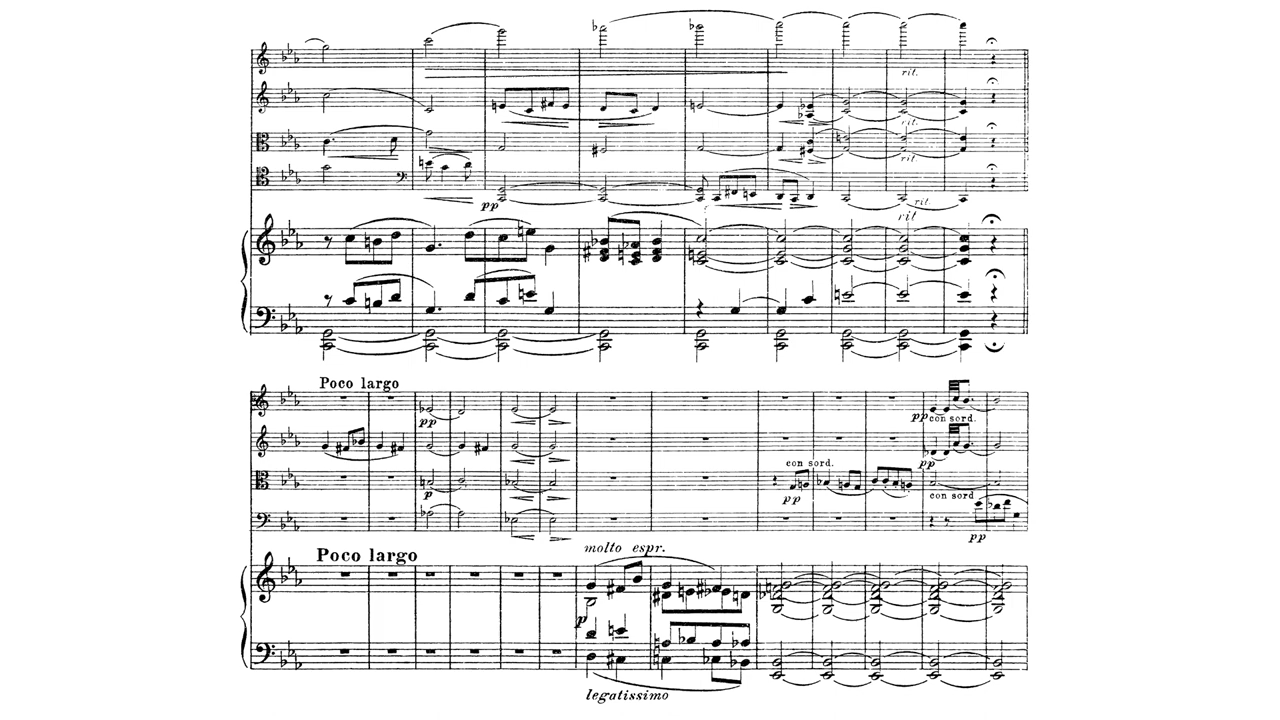 rit.
rit.
rit.
rit.
pp
rit
Poco largo
pp
pp con sord.
pp
con sord.
p
pp
con sord
pp
Poco largo
molto espr.
p
legatissimo